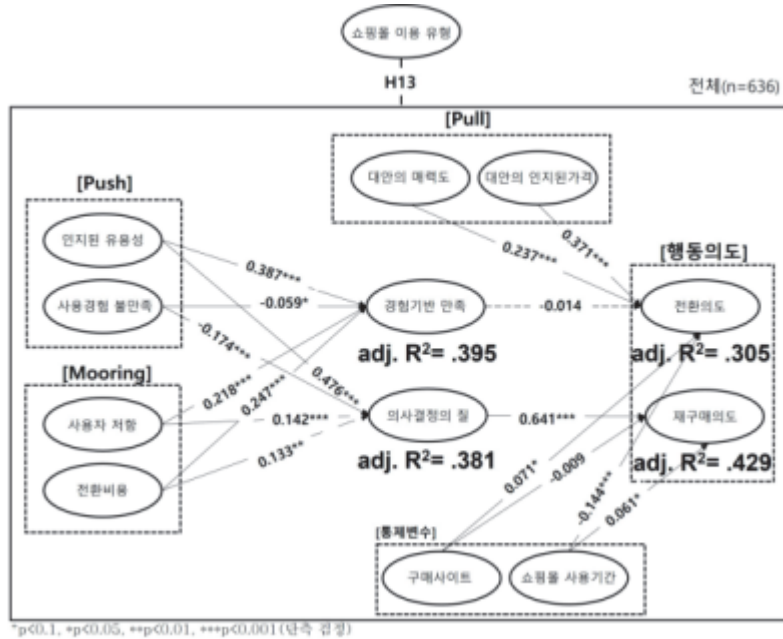 쇼핑몰 이용 유형
H13
전체(n=636)
[Pull]
대안의 매력도
대안의 인지된가격
[Push]
인지된 유용성
사용경험 불만족
0.237***
0.371***
[행동의도]
0.387***
-0.059*
경험기반 만족
-0.014
전환의도
-0.174***
adj. R²= .395
adj. R²= .305
[Mooring]
0.218***
0.247***
0.476***
사용자 저항
0.142***
의사결정의 질
0.641***
재구매의도
전환비용
0.133**
adj. R²= .381
adj. R²= .429
0.071*
-0.009
-0.144***
0.061*
[통제변수]
구매사이트
쇼핑몰 사용기간
⁺p<0.1, *p<0.05, **p<0.01, ***p<0.001(단측 검정)